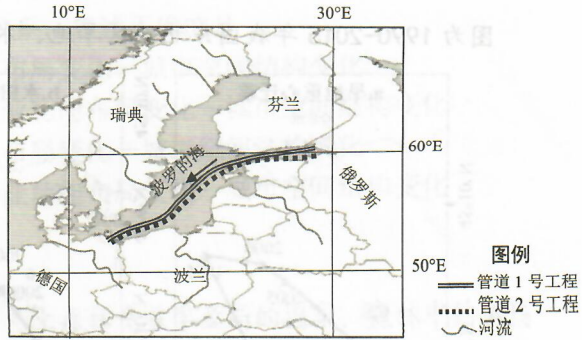 10°E
30°E
芬兰
瑞典
60°E
波罗的海
俄罗斯
50°E
波兰
德国
图例
管道1号工程
管道2号工程
河流